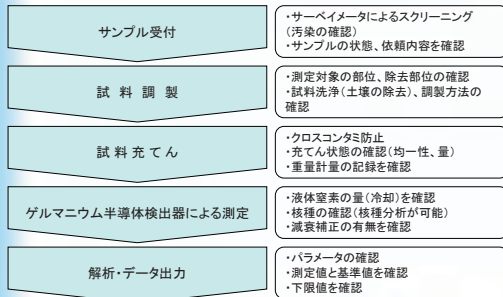 サンプル受付
・サーベイメータによるスクリーニング
(汚染の確認)
・サンプルの状態、依頼内容を確認
試 料 調 製
・測定対象の部位、除去部位の確認
・試料洗浄(土壌の除去)、調製方法の
確認
試 料 充 て ん
・クロスコンタミ防止
・充てん状態の確認(均一性、量)
・重量計量の記録を確認
ゲルマニウム半導体検出器による測定
・液体窒素の量(冷却)を確認
・核種の確認(核種分析が可能)
・減衰補正の有無を確認
解析・データ出力
・パラメータの確認
・測定値と基準値を確認
・下限値を確認